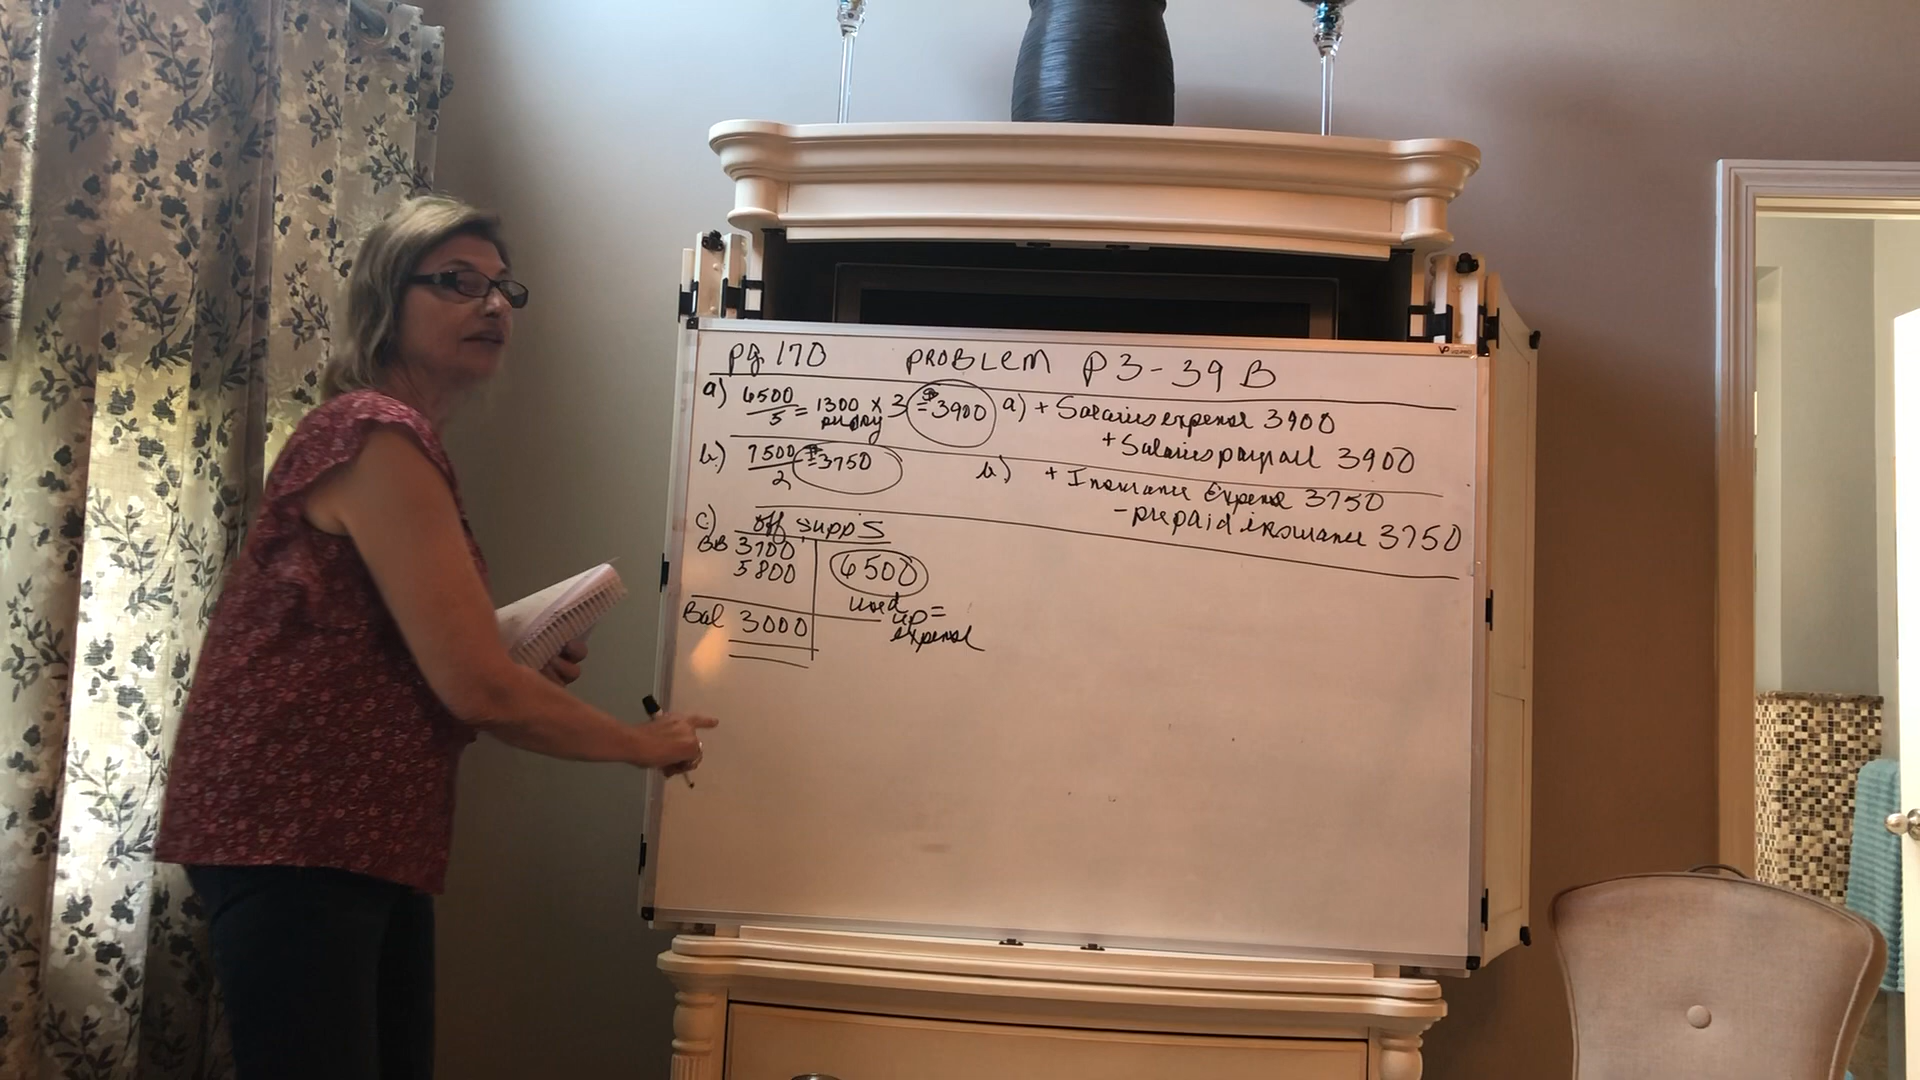 pg 170 PROBLEM P3-39B
a) 6500/5 = 1300 x 3 = $3900
per day
a) + Salaries expense 3900
+ Salaries payable 3900
b) 7500/2 = $3750
b) + Insurance Expense 3750
- prepaid insurance 3750
c) off supp's
BB 3700
5800
6500
used up = expense
Bal 3000